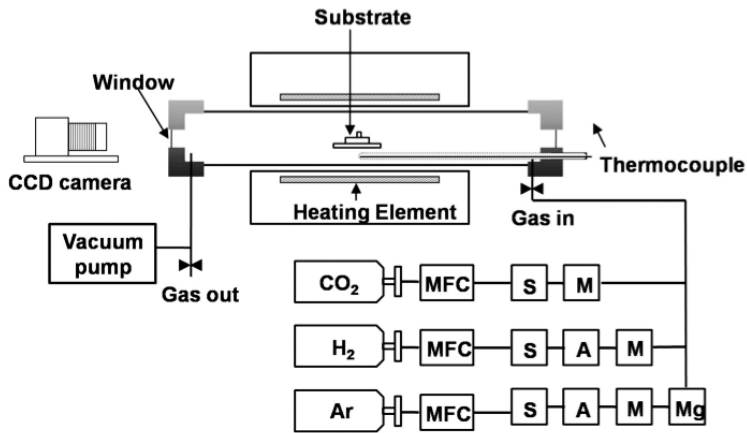 Substrate
Window
CCD camera
Thermocouple
Heating Element
Gas in
Vacuum
pump
Gas out
CO₂ MFC S M
H₂ MFC S A M
Ar MFC S A M Mg